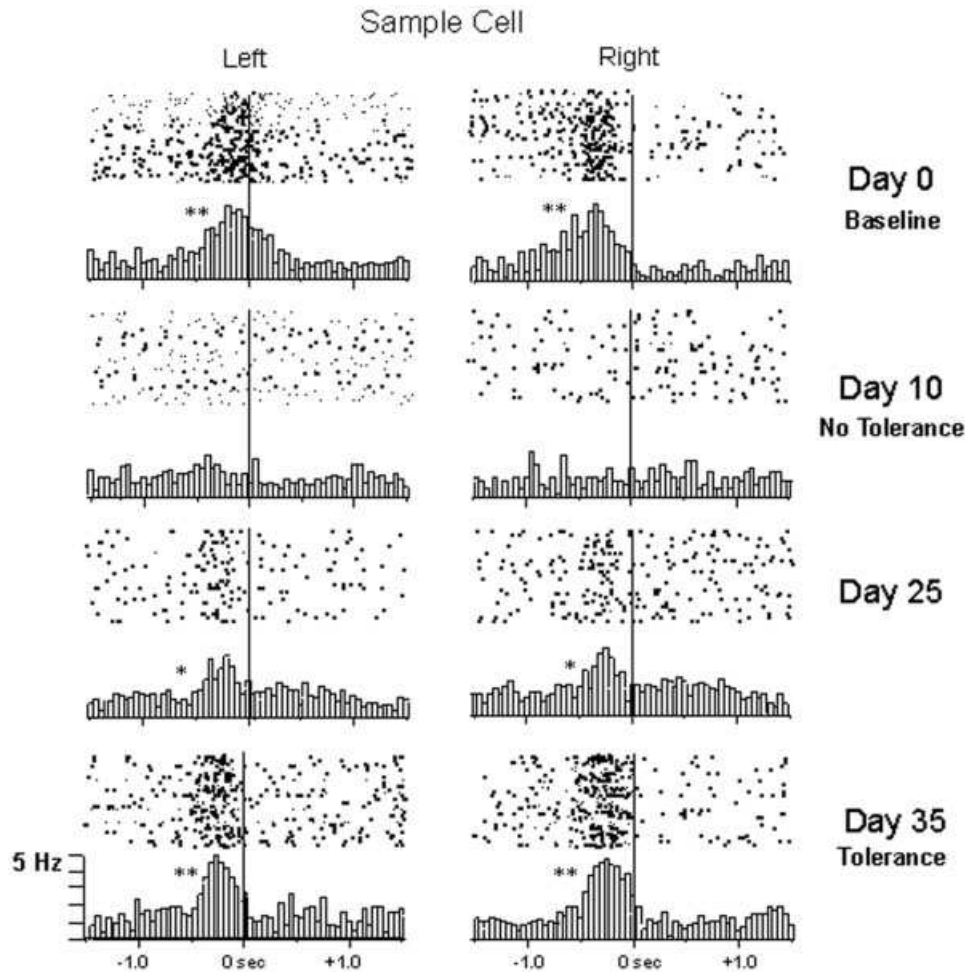 Sample Cell
Left Right
** **
Day 0
Baseline
Day 10
No Tolerance
* *
Day 25
** **
Day 35
Tolerance
5 Hz
-1.0 0 sec +1.0 -1.0 0 sec +1.0